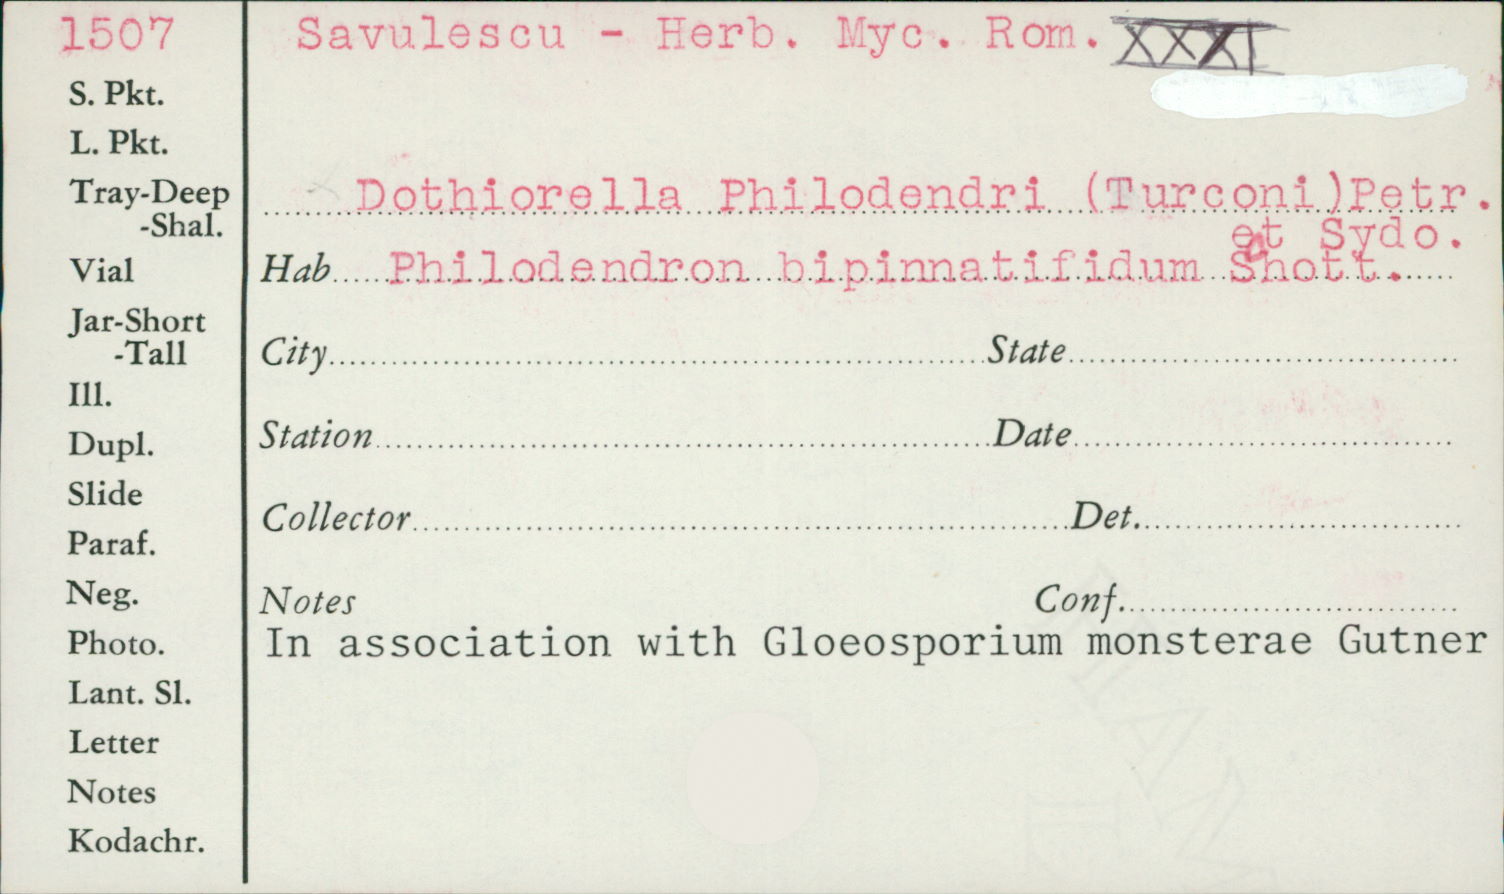 1507
Savulescu - Herb. Myc. Rom. XXXI
S. Pkt.
L. Pkt.
Tray-Deep
-Shal.
Dothiorella Philodendri (Turconi)Petr.
et Sydo.
Vial
Hab. Philodendron bipinnatifidum Schott.
Jar-Short
-Tall
City
State
Ill.
Dupl.
Station
Date
Slide
Collector
Det.
Paraf.
Neg.
Notes
Conf.
Photo.
In association with Gloeosporium monsterae Gutner
Lant. Sl.
Letter
Notes
Kodachr.